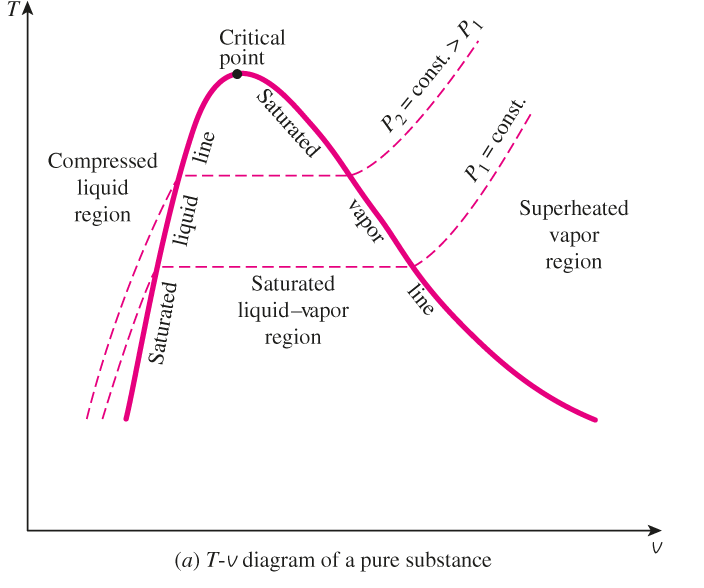 T
Critical
point
P₂ = const. > P₁
P₁ = const.
Saturated
vapor
line
Saturated
liquid
line
Compressed
liquid
region
Superheated
vapor
region
Saturated
liquid–vapor
region
v
(a) T-v diagram of a pure substance